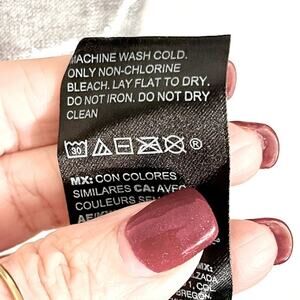 MACHINE WASH COLD.
ONLY NON-CHLORINE
BLEACH. LAY FLAT TO DRY.
DO NOT IRON. DO NOT DRY
CLEAN
30 ®
MX: CON COLORES
SIMILARES CA: AVEC
COULEURS